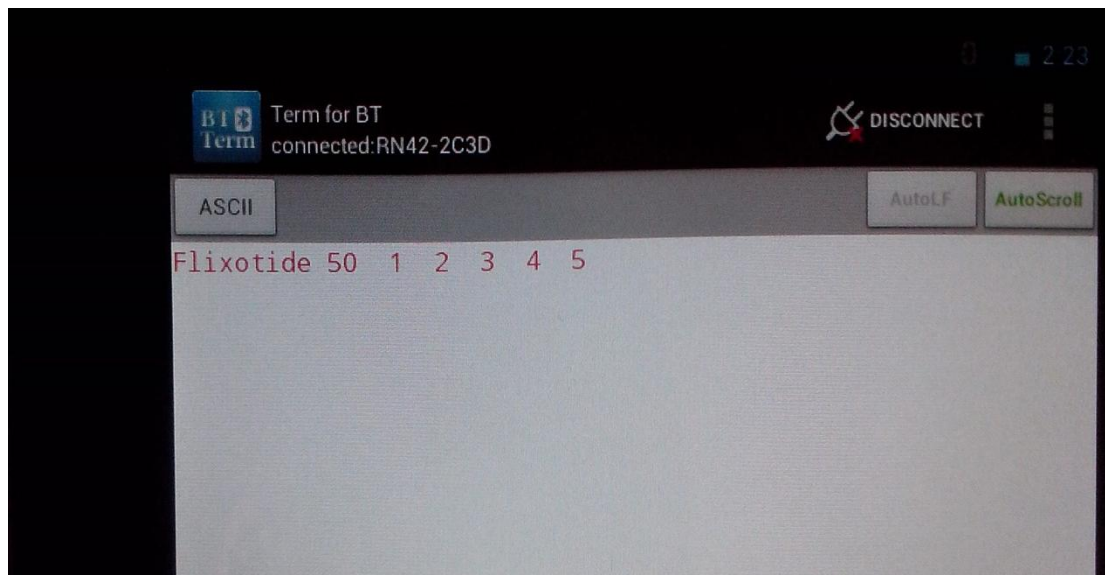 2 23
BT
Term
Term for BT
connected:RN42-2C3D
DISCONNECT
ASCII
AutoLF
AutoScroll
Flixotide 50 1 2 3 4 5